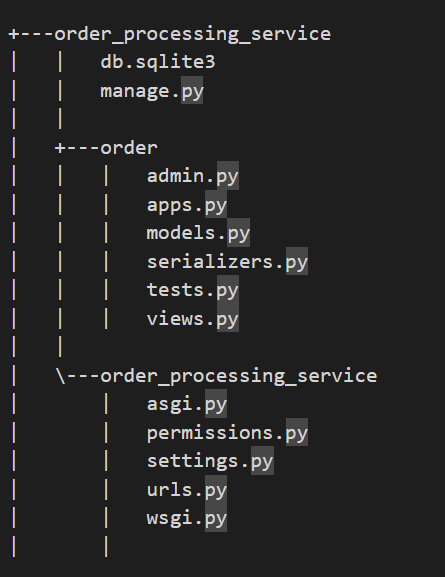 +---order_processing_service
|   |   db.sqlite3
|   |   manage.py
|   |
|   +---order
|   |   |   admin.py
|   |   |   apps.py
|   |   |   models.py
|   |   |   serializers.py
|   |   |   tests.py
|   |   |   views.py
|   |
|   \---order_processing_service
|       |   asgi.py
|       |   permissions.py
|       |   settings.py
|       |   urls.py
|       |   wsgi.py
|       |